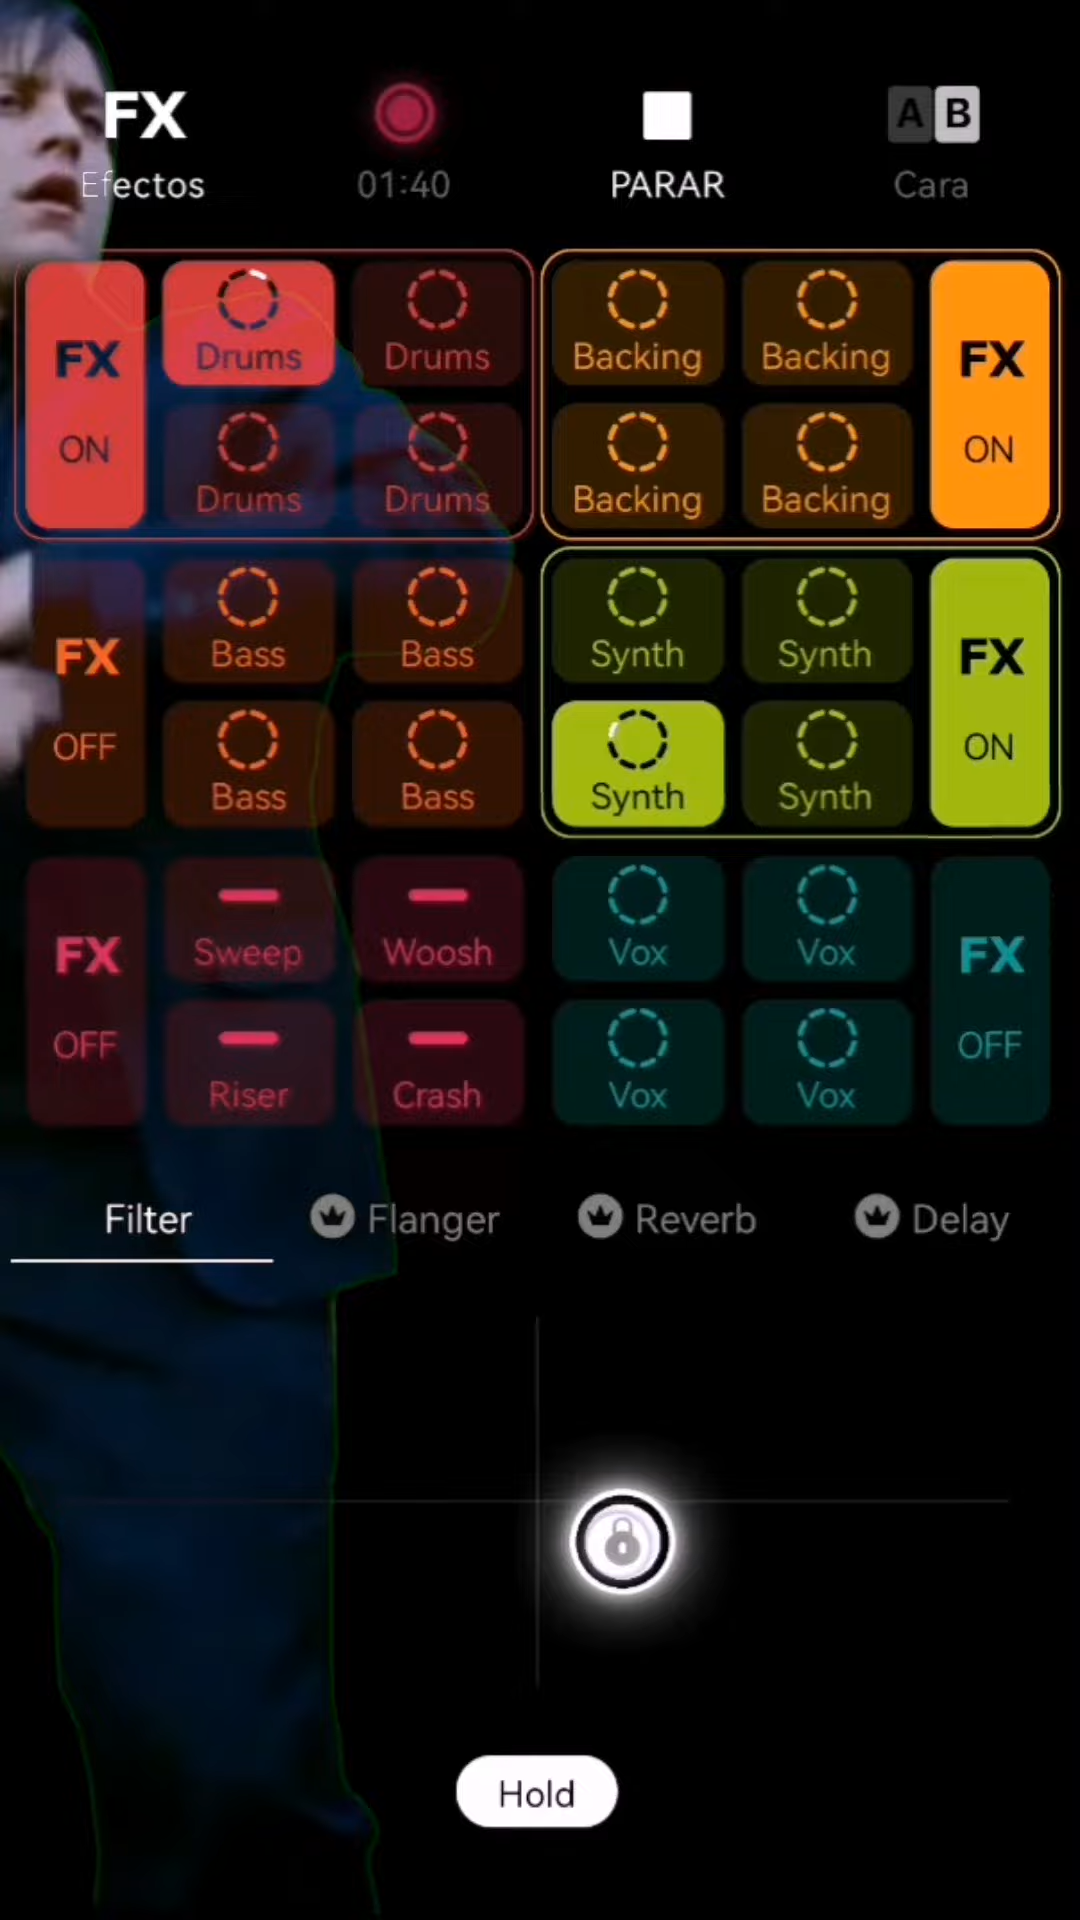 FX
A B
Efectos 01:40 PARAR Cara
FX Drums Drums Backing Backing FX
ON Drums Drums Backing Backing ON
FX Bass Bass Synth Synth FX
OFF Bass Bass Synth Synth ON
FX Sweep Woosh Vox Vox FX
OFF Riser Crash Vox Vox OFF
Filter Flanger Reverb Delay
Hold